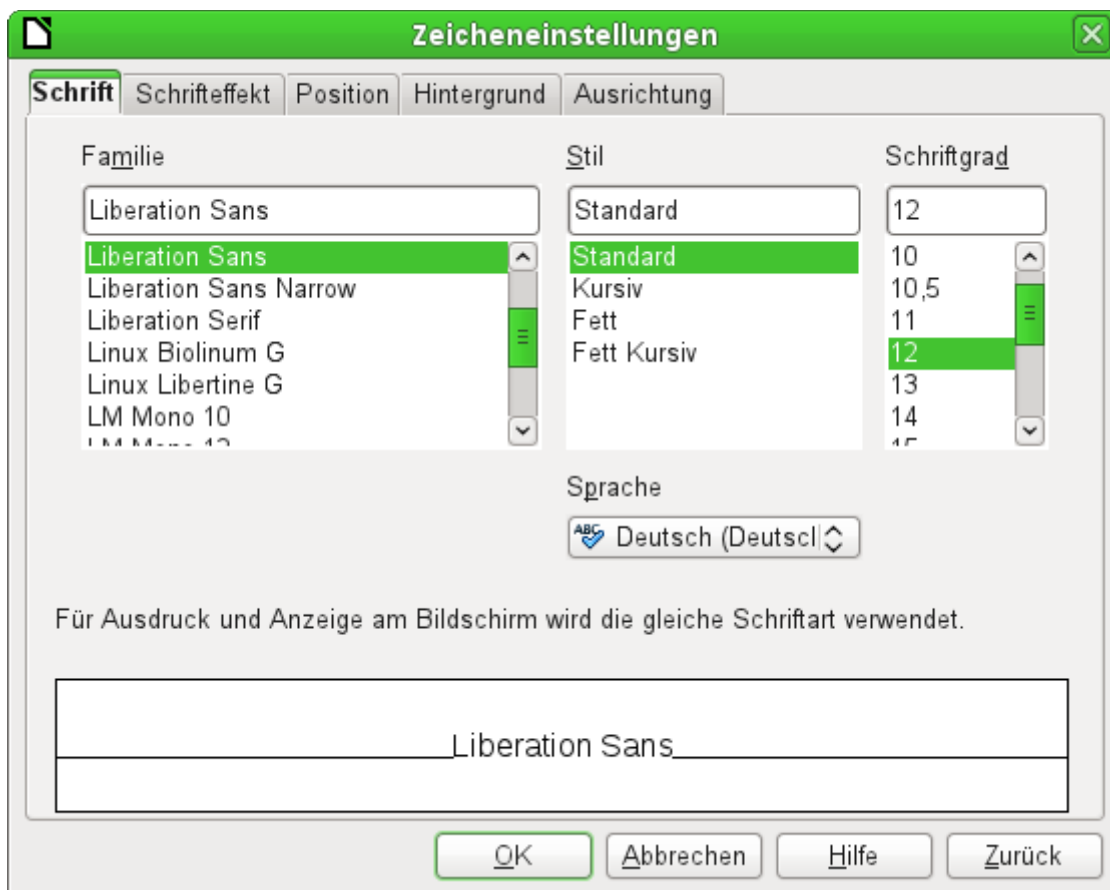 Zeicheneinstellungen
Schrift Schrifteffekt Position Hintergrund Ausrichtung
Familie Stil Schriftgrad
Liberation Sans Standard 12
Liberation Sans Standard 10
Liberation Sans Narrow Kursiv 10,5
Liberation Serif Fett 11
Linux Biolinum G Fett Kursiv 12
Linux Libertine G 13
LM Mono 10 14
Sprache
ABC Deutsch (Deutscl
Für Ausdruck und Anzeige am Bildschirm wird die gleiche Schriftart verwendet.
Liberation Sans
OK Abbrechen Hilfe Zurück